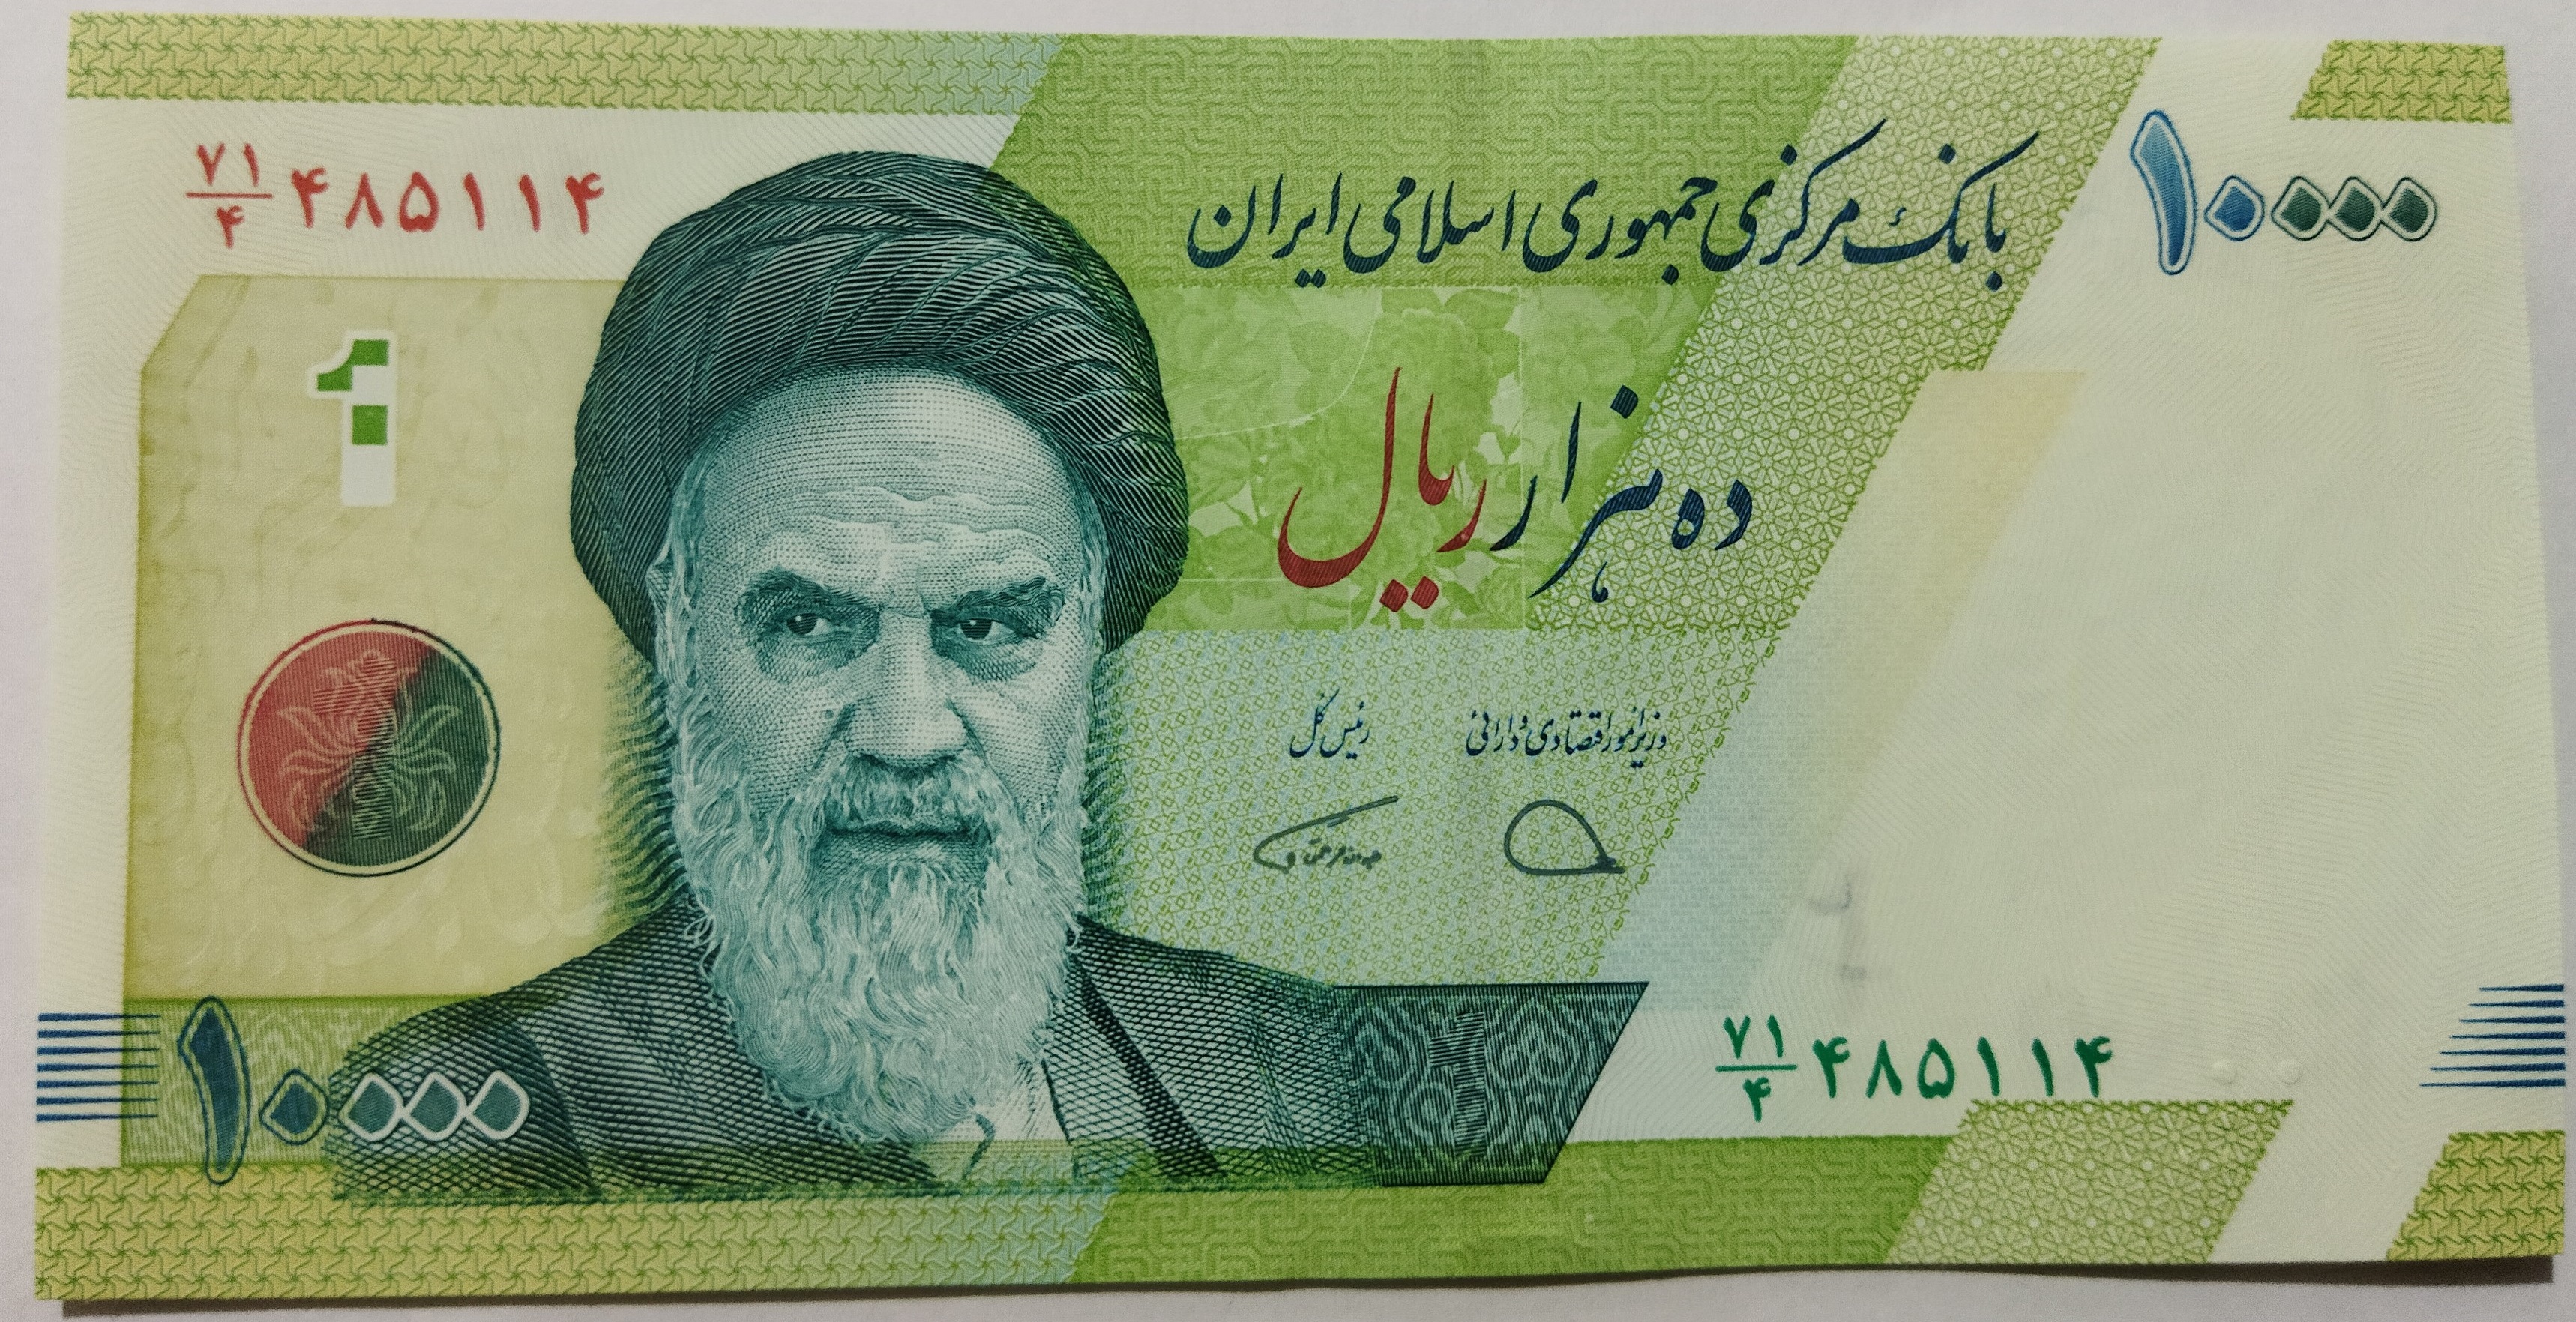 بانک مرکزی جمهوری اسلامی ایران
۱۰۰۰۰
۷۱/۴ ۴۸۵۱۱۴
ده هزار ریال
وزیر امور اقتصادی و دارائی
رئیس کل
۷۱/۴ ۴۸۵۱۱۴
۱۰۰۰۰